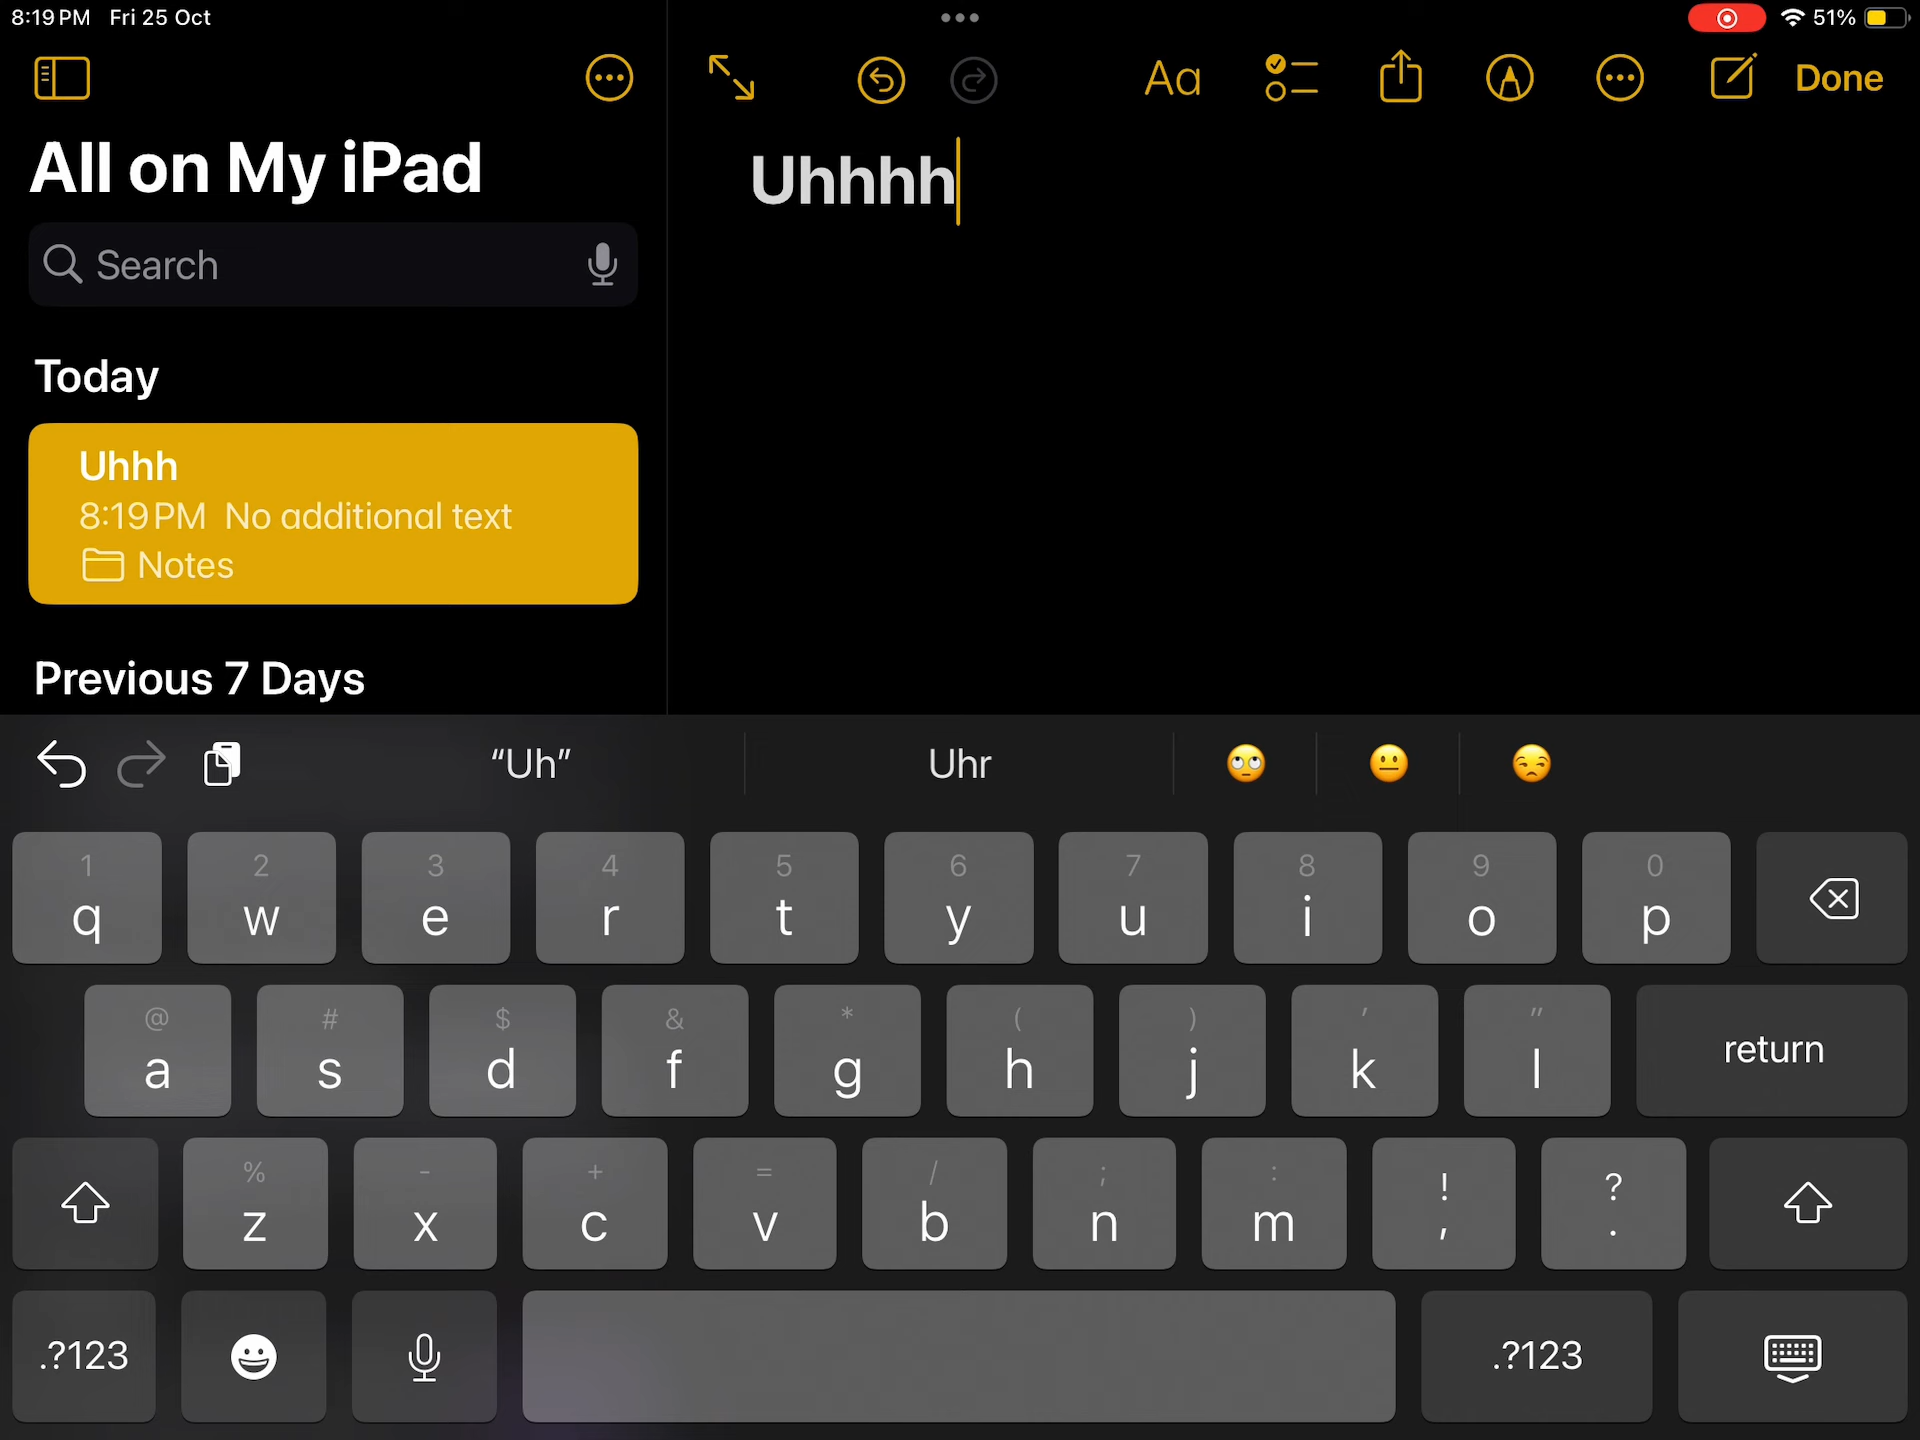 8:19 PM Fri 25 Oct
51%
Done
Aa
All on My iPad
Uhhhh
Search
Today
Uhhh
8:19 PM No additional text
Notes
Previous 7 Days
“Uh” Uhr 🙄 😐 😒
1 2 3 4 5 6 7 8 9 0
q w e r t y u i o p
@ # $ & * ( ) ' "
a s d f g h j k l return
% - + = / ; : ! ?
z x c v b n m , .
.?123 .?123